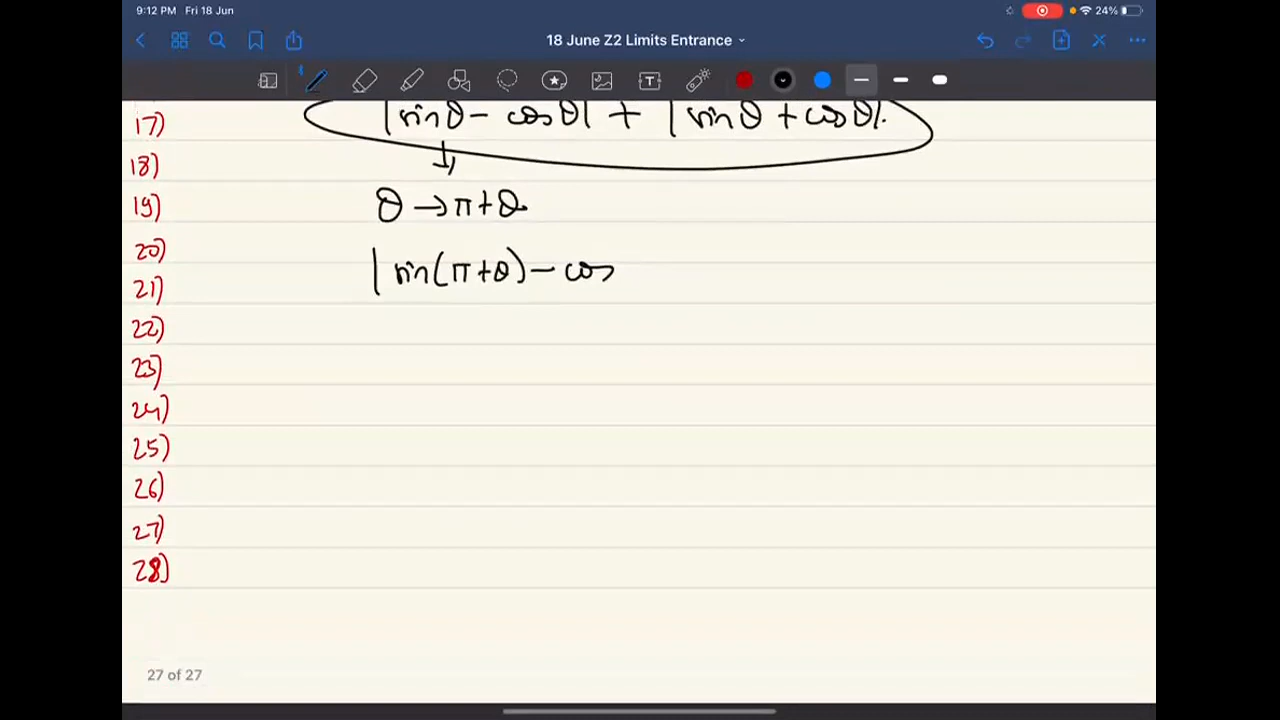 9:12 PM Fri 18 Jun
24%
18 June Z2 Limits Entrance
T
17) |sinθ - cosθ| + |sinθ + cosθ|.
18)
19) θ → π+θ.
20)
21) |sin(π+θ) - cos
22)
23)
24)
25)
26)
27)
28)
27 of 27